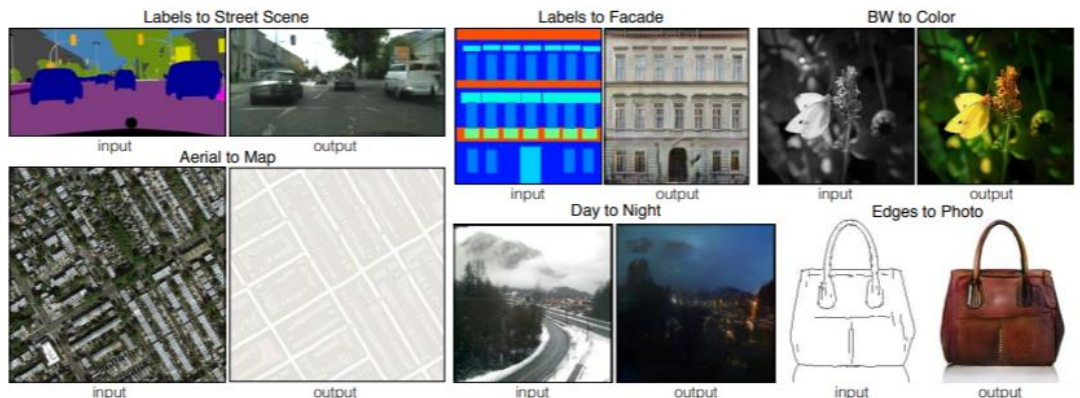 Labels to Street Scene
input
output
Aerial to Map
input
output
Labels to Facade
input
output
BW to Color
input
output
Day to Night
input
output
Edges to Photo
input
output